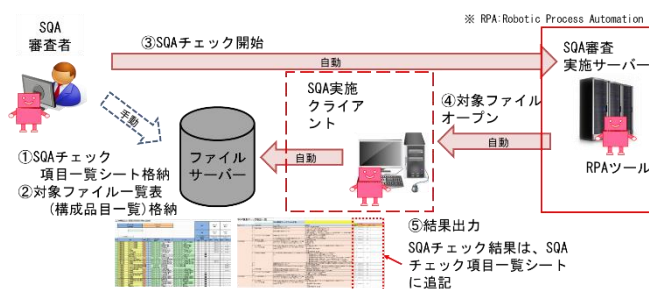 ※ RPA:Robotic Process Automation
SQA
審査者
③SQAチェック開始
自動
SQA審査
実施サーバー
SQA実施
クライア
ント
④対象ファイル
オープン
手動
自動
自動
ファイル
サーバー
RPAツール
①SQAチェック
項目一覧シート格納
②対象ファイル一覧表
(構成品目一覧)格納
⑤結果出力
SQAチェック結果は、SQA
チェック項目一覧シート
に追記